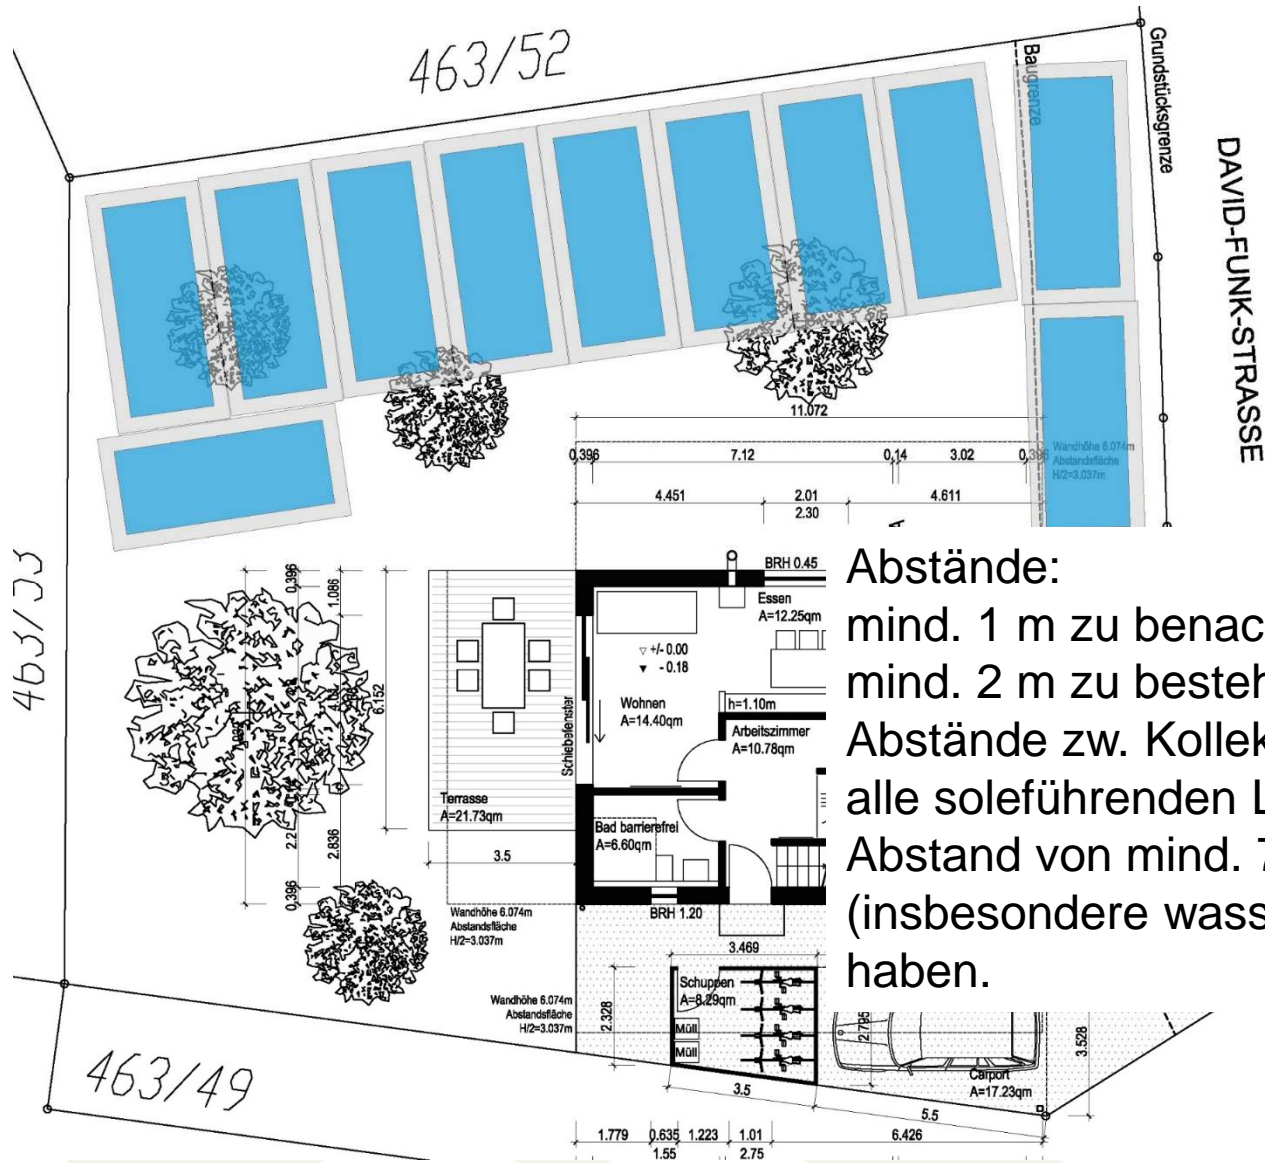 463/52
Grundstücksgrenze
Baugrenze
DAVID-FUNK-STRASSE
11.072
0,396 7.12 0,14 3.02 0,396
Wandhöhe 6.074m
Abstandsfläche
H/2=3.037m
4.451 2.01 4.611
2.30
A
463/53
BRH 0.45
Essen
A=12.25qm
+/- 0.00
- 0.18
Wohnen
A=14.40qm
h=1.10m
Arbeitszimmer
A=10.78qm
Schiebefenster
0,396
1.086
6.152
2.2
2.836
0,396
Terrasse
A=21.73qm
3.5
Bad barrierefrei
A=6.60qm
BRH 1.20
Wandhöhe 6.074m
Abstandsfläche
H/2=3.037m
Abstände:
mind. 1 m zu benac
mind. 2 m zu besteh
Abstände zw. Kollek
alle soleführenden L
Abstand von mind. 7
(insbesondere wass
haben.
3.469
Schuppen
A=8.29qm
Müll
Müll
2.328
Wandhöhe 6.074m
Abstandsfläche
H/2=3.037m
2.795
3.528
Carport
A=17.23qm
463/49
3.5
5.5
1.779 0.635 1.223 1.01 6.426
1.55 2.75